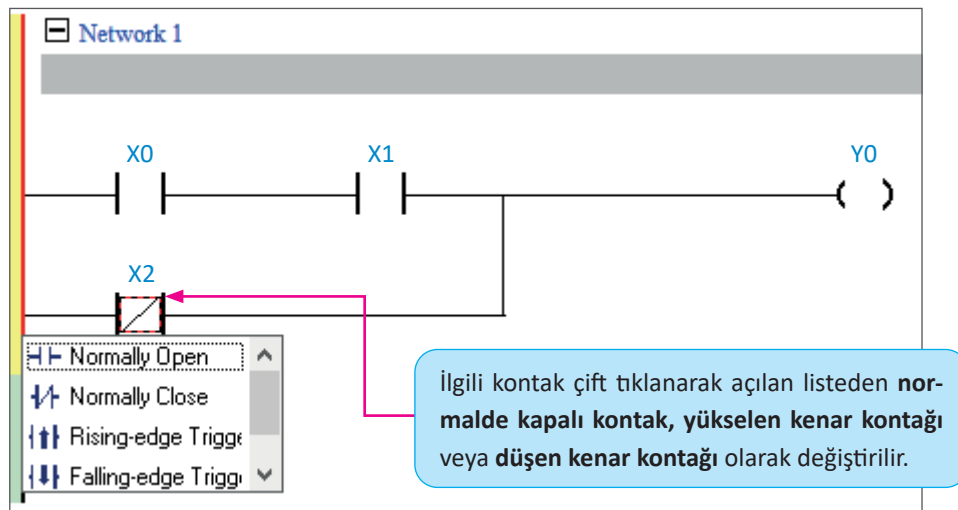 Network 1
X0
X1
Y0
X2
Normally Open
Normally Close
Rising-edge Trigge
Falling-edge Trigg
İlgili kontak çift tıklanarak açılan listeden nor-
malde kapalı kontak, yükselen kenar kontağı
veya düşen kenar kontağı olarak değiştirilir.